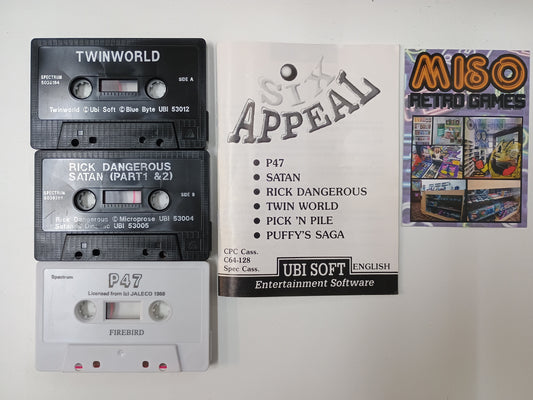 TWINWORLD
SPECTRUM
SIDE A
Twinworld © Ubi Soft © Blue Byte UBI 53012
RICK DANGEROUS
SATAN (PART1 &2)
SPECTRUM
SIDE B
Rick Dangerous © Microprose UBI 53004
UBI 53005
Spectrum
P47
Licensed from (c) JALECO 1988
FIREBIRD
SIX
APPEAL
● P47
● SATAN
● RICK DANGEROUS
● TWIN WORLD
● PICK 'N PILE
● PUFFY'S SAGA
CPC Cass.
C64-128
Spec Cass.
UBI SOFT
ENGLISH
Entertainment Software
MISO
RETRO GAMES